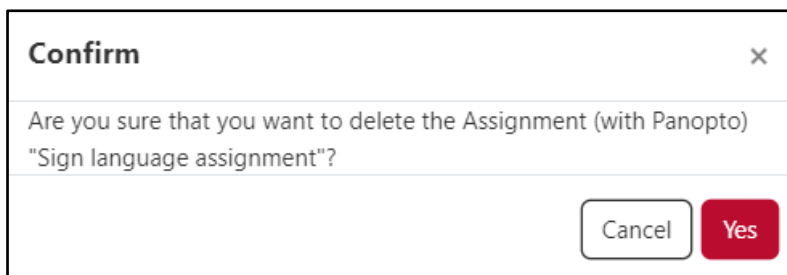 Confirm ×
Are you sure that you want to delete the Assignment (with Panopto)
"Sign language assignment"?
Cancel Yes